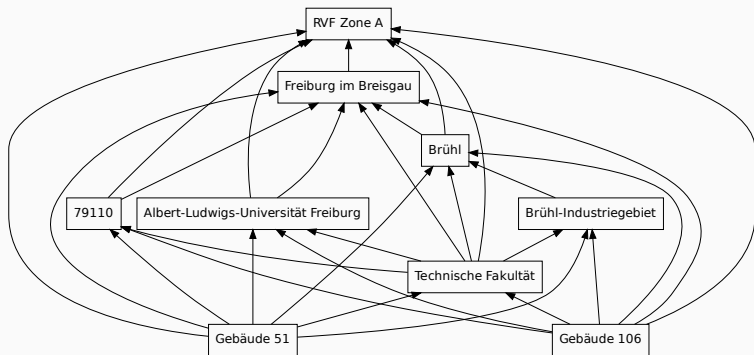 RVF Zone A
Freiburg im Breisgau
Brühl
79110
Albert-Ludwigs-Universität Freiburg
Brühl-Industriegebiet
Technische Fakultät
Gebäude 51
Gebäude 106